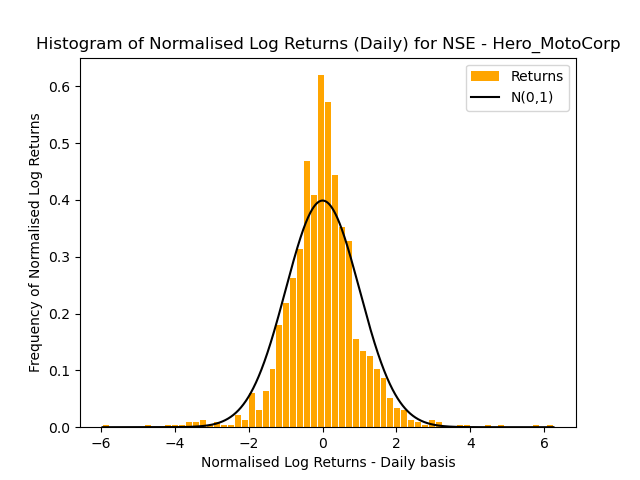 Histogram of Normalised Log Returns (Daily) for NSE - Hero_MotoCorp
Returns
N(0,1)
Frequency of Normalised Log Returns
0.6
0.5
0.4
0.3
0.2
0.1
0.0
−6 −4 −2 0 2 4 6
Normalised Log Returns - Daily basis